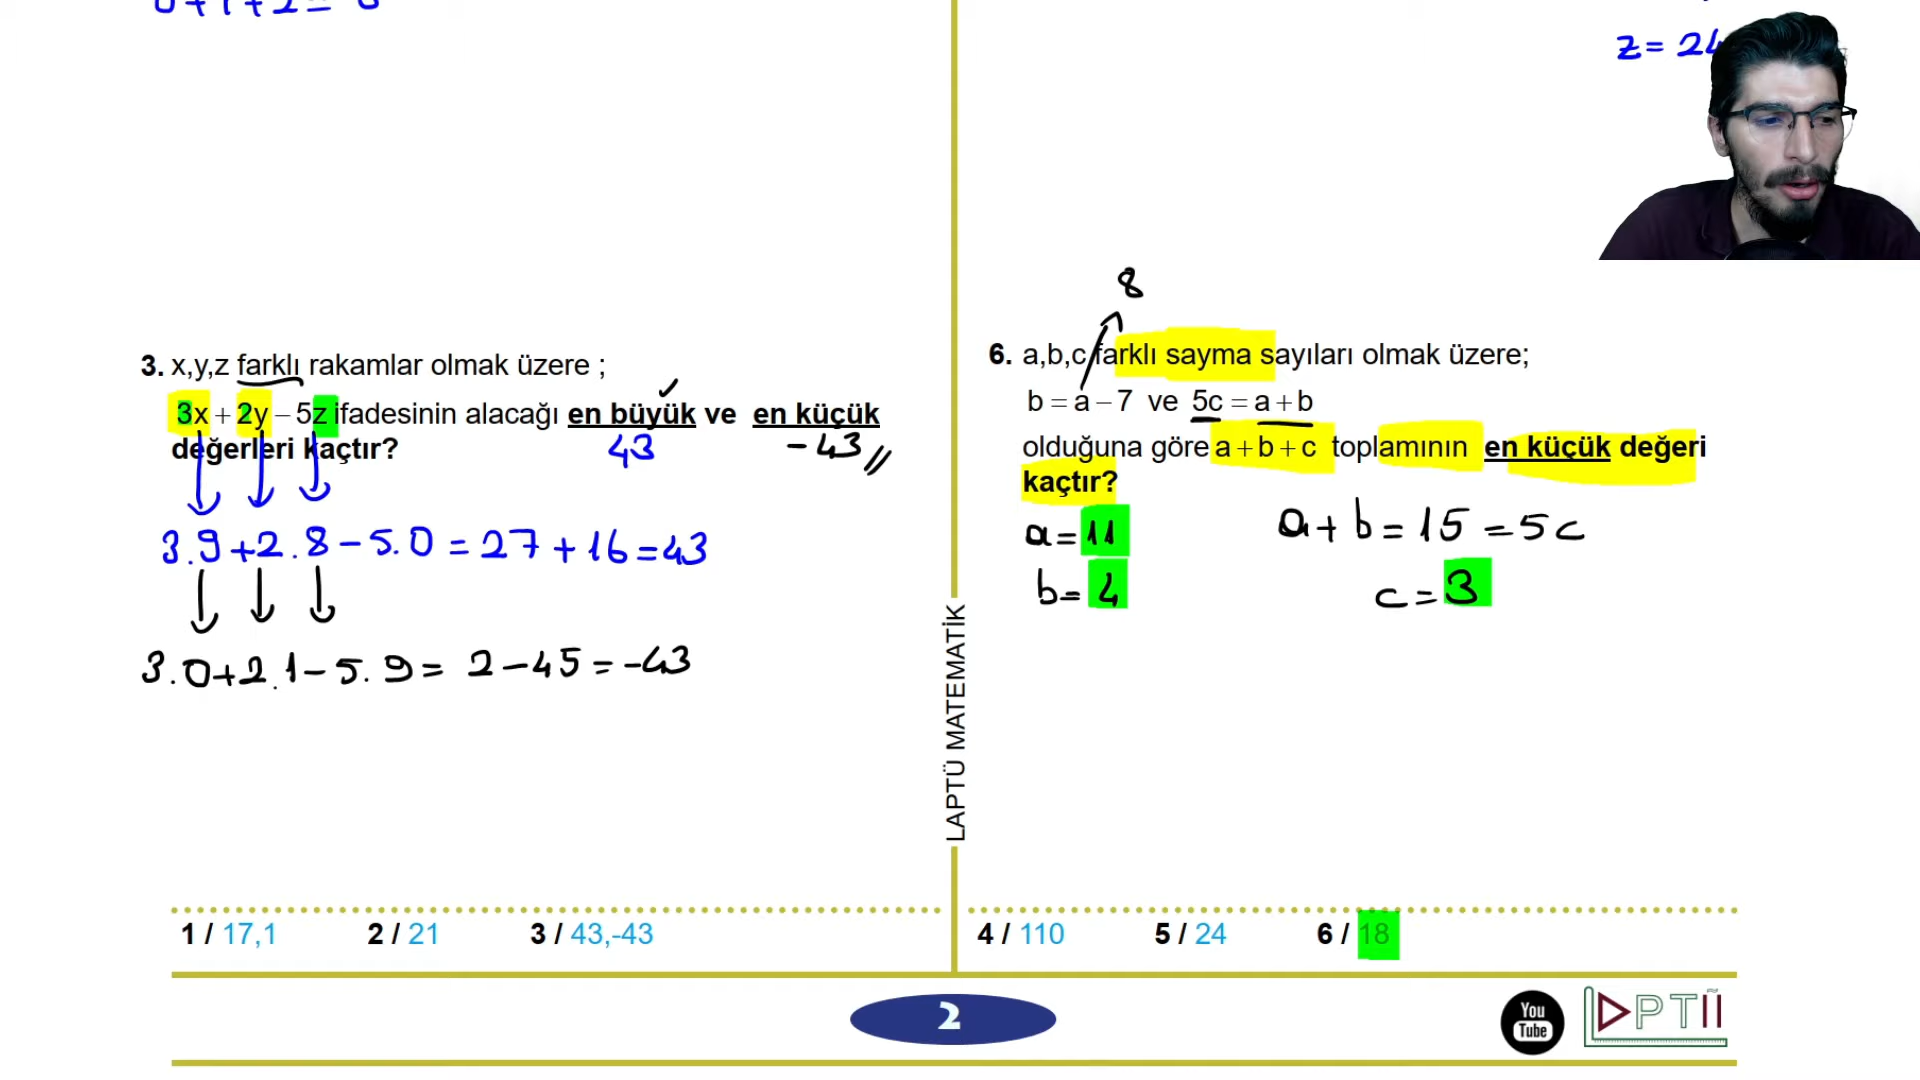 z = 24
3. x,y,z farklı rakamlar olmak üzere ;
3x + 2y − 5z ifadesinin alacağı en büyük ve en küçük
değerleri kaçtır?
43
−43
3.9+2.8−5.0 = 27+16=43
3.0+2.1−5.9= 2−45=−43
8
6. a,b,c farklı sayma sayıları olmak üzere;
b = a − 7 ve 5c = a + b
olduğuna göre a + b + c toplamının en küçük değeri
kaçtır?
a = 11
b = 4
a + b = 15 = 5c
c = 3
LAPTÜ MATEMATİK
1 / 17,1 2 / 21 3 / 43,-43
4 / 110 5 / 24 6 / 18
2
You
Tube